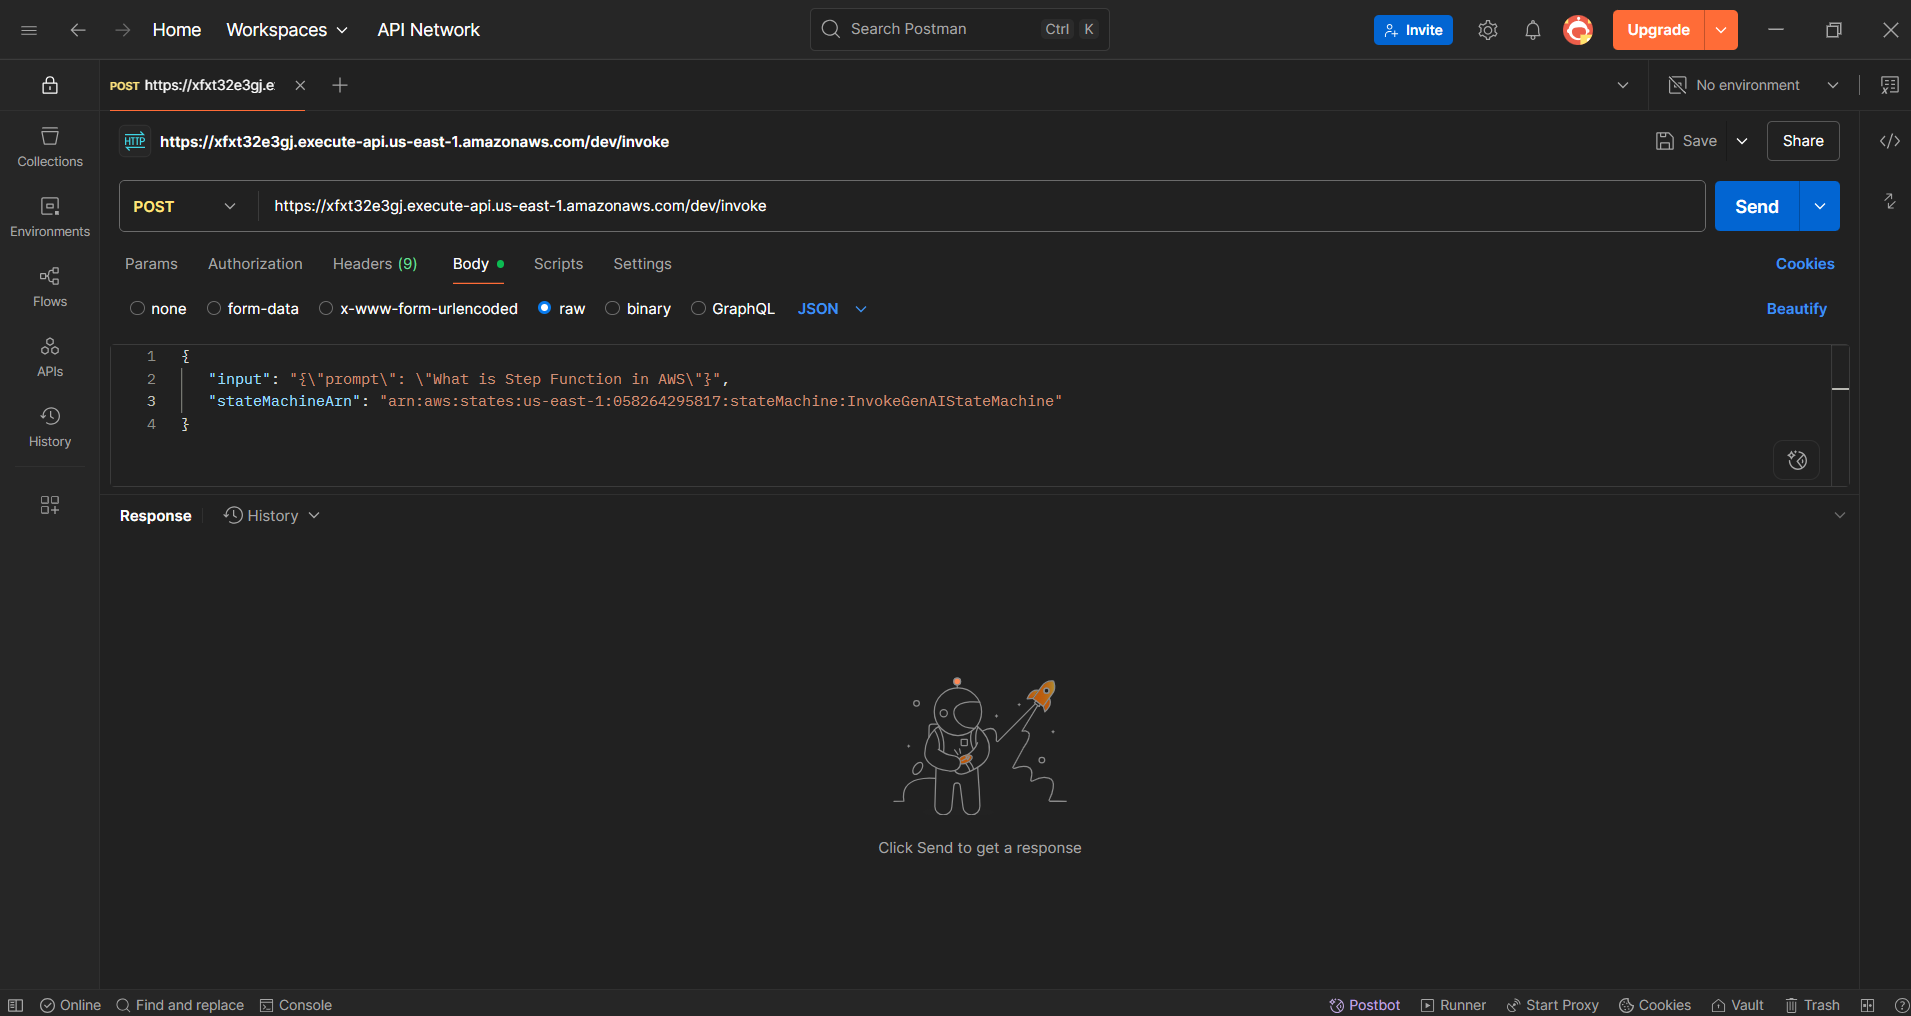 Home Workspaces API Network Search Postman Ctrl K Invite Upgrade
POST https://xfxt32e3gj.e No environment
HTTP https://xfxt32e3gj.execute-api.us-east-1.amazonaws.com/dev/invoke Save Share
POST https://xfxt32e3gj.execute-api.us-east-1.amazonaws.com/dev/invoke Send
Params Authorization Headers (9) Body Scripts Settings Cookies
none form-data x-www-form-urlencoded raw binary GraphQL JSON Beautify
1 {
2 "input": "{\"prompt\": \"What is Step Function in AWS\"}",
3 "stateMachineArn": "arn:aws:states:us-east-1:058264295817:stateMachine:InvokeGenAIStateMachine"
4 }
Collections
Environments
Flows
APIs
History
Response History
Click Send to get a response
Online Find and replace Console Postbot Runner Start Proxy Cookies Vault Trash